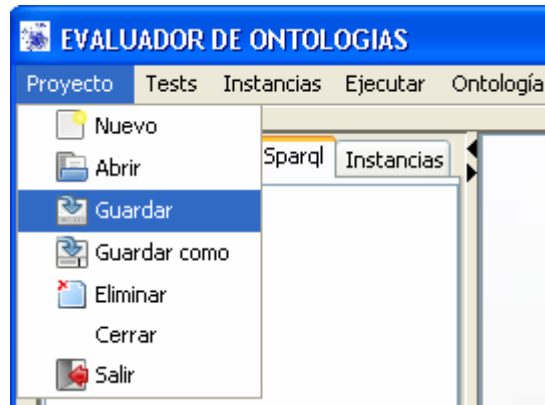 EVALUADOR DE ONTOLOGIAS
Proyecto Tests Instancias Ejecutar Ontología
Nuevo
Sparql Instancias
Abrir
Guardar
Guardar como
Eliminar
Cerrar
Salir